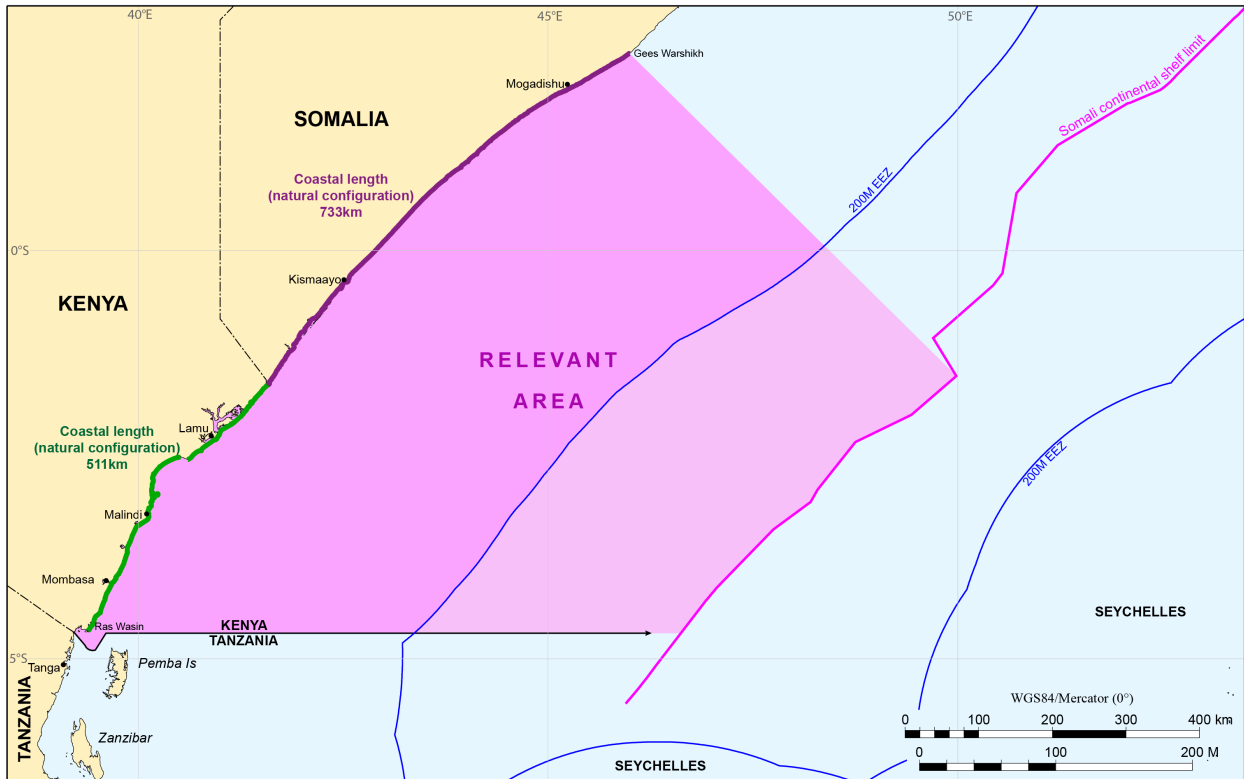 40°E
45°E
50°E
Gees Warshikh
Mogadishu
SOMALIA
Somali continental shelf limit
Coastal length
(natural configuration)
733km
200M EEZ
0°S
Kismaayo
KENYA
RELEVANT
AREA
Lamu
Coastal length
(natural configuration)
511km
200M EEZ
Malindi
Mombasa
SEYCHELLES
Ras Wasin
KENYA
TANZANIA
5°S
Tanga
Pemba Is
TANZANIA
WGS84/Mercator (0°)
0 100 200 300 400 km
Zanzibar
0 100 200 M
SEYCHELLES